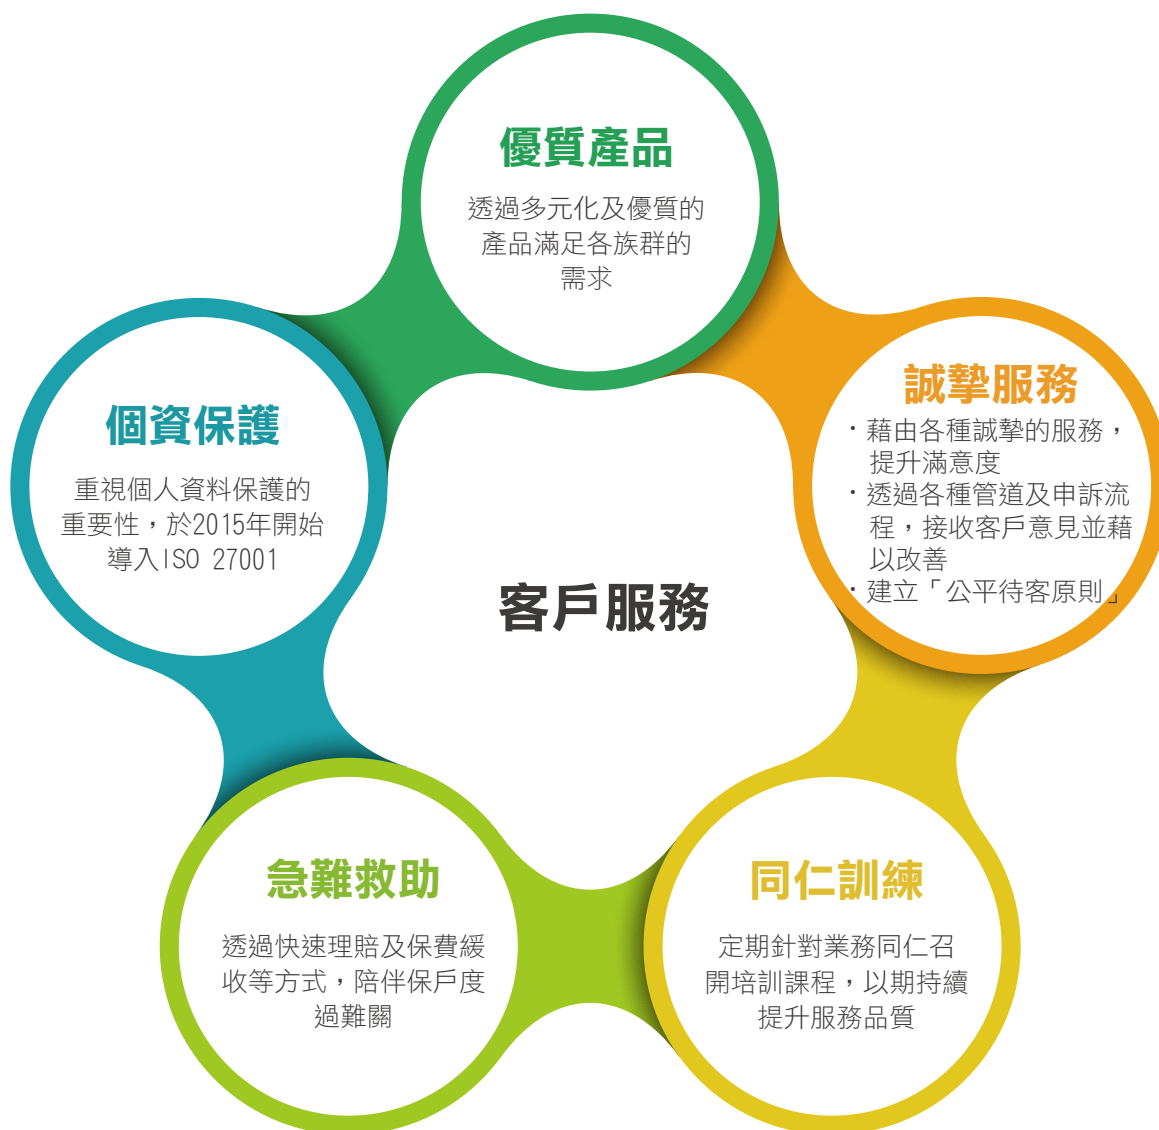 優質產品
透過多元化及優質的
產品滿足各族群的
需求
誠摯服務
・藉由各種誠摯的服務，
提升滿意度
・透過各種管道及申訴流
程，接收客戶意見並藉
以改善
・建立「公平待客原則」
個資保護
重視個人資料保護的
重要性，於2015年開始
導入ISO 27001
客戶服務
急難救助
透過快速理賠及保費緩
收等方式，陪伴保戶度
過難關
同仁訓練
定期針對業務同仁召
開培訓課程，以期持續
提升服務品質